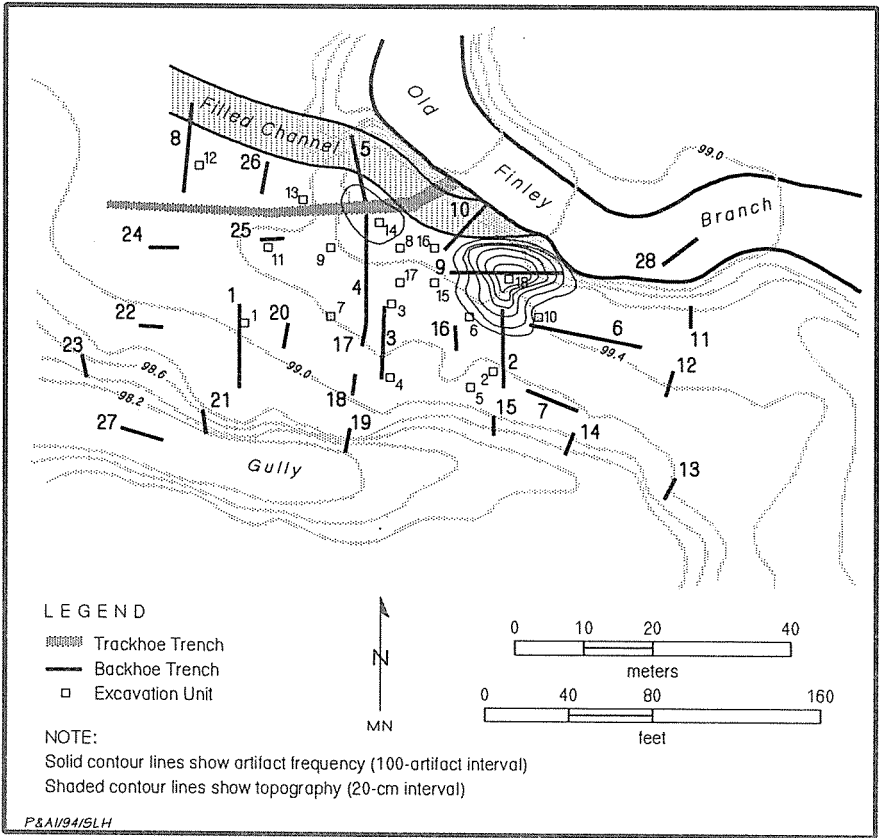 Old
Filled Channel
Finley
Branch
99.0
8
12
26
5
13
10
14
24
25
11
9
8
16
9
28
18
17
15
4
1
1
20
7
3
22
17
3
16
6
10
6
11
99.4
23
98.6
99.0
18
4
2
2
5
12
98.2
21
15
7
27
19
14
Gully
13
LEGEND
Trackhoe Trench
Backhoe Trench
Excavation Unit
N
MN
0 10 20 40
meters
0 40 80 160
feet
NOTE:
Solid contour lines show artifact frequency (100-artifact interval)
Shaded contour lines show topography (20-cm interval)
P&AI/94/SLH